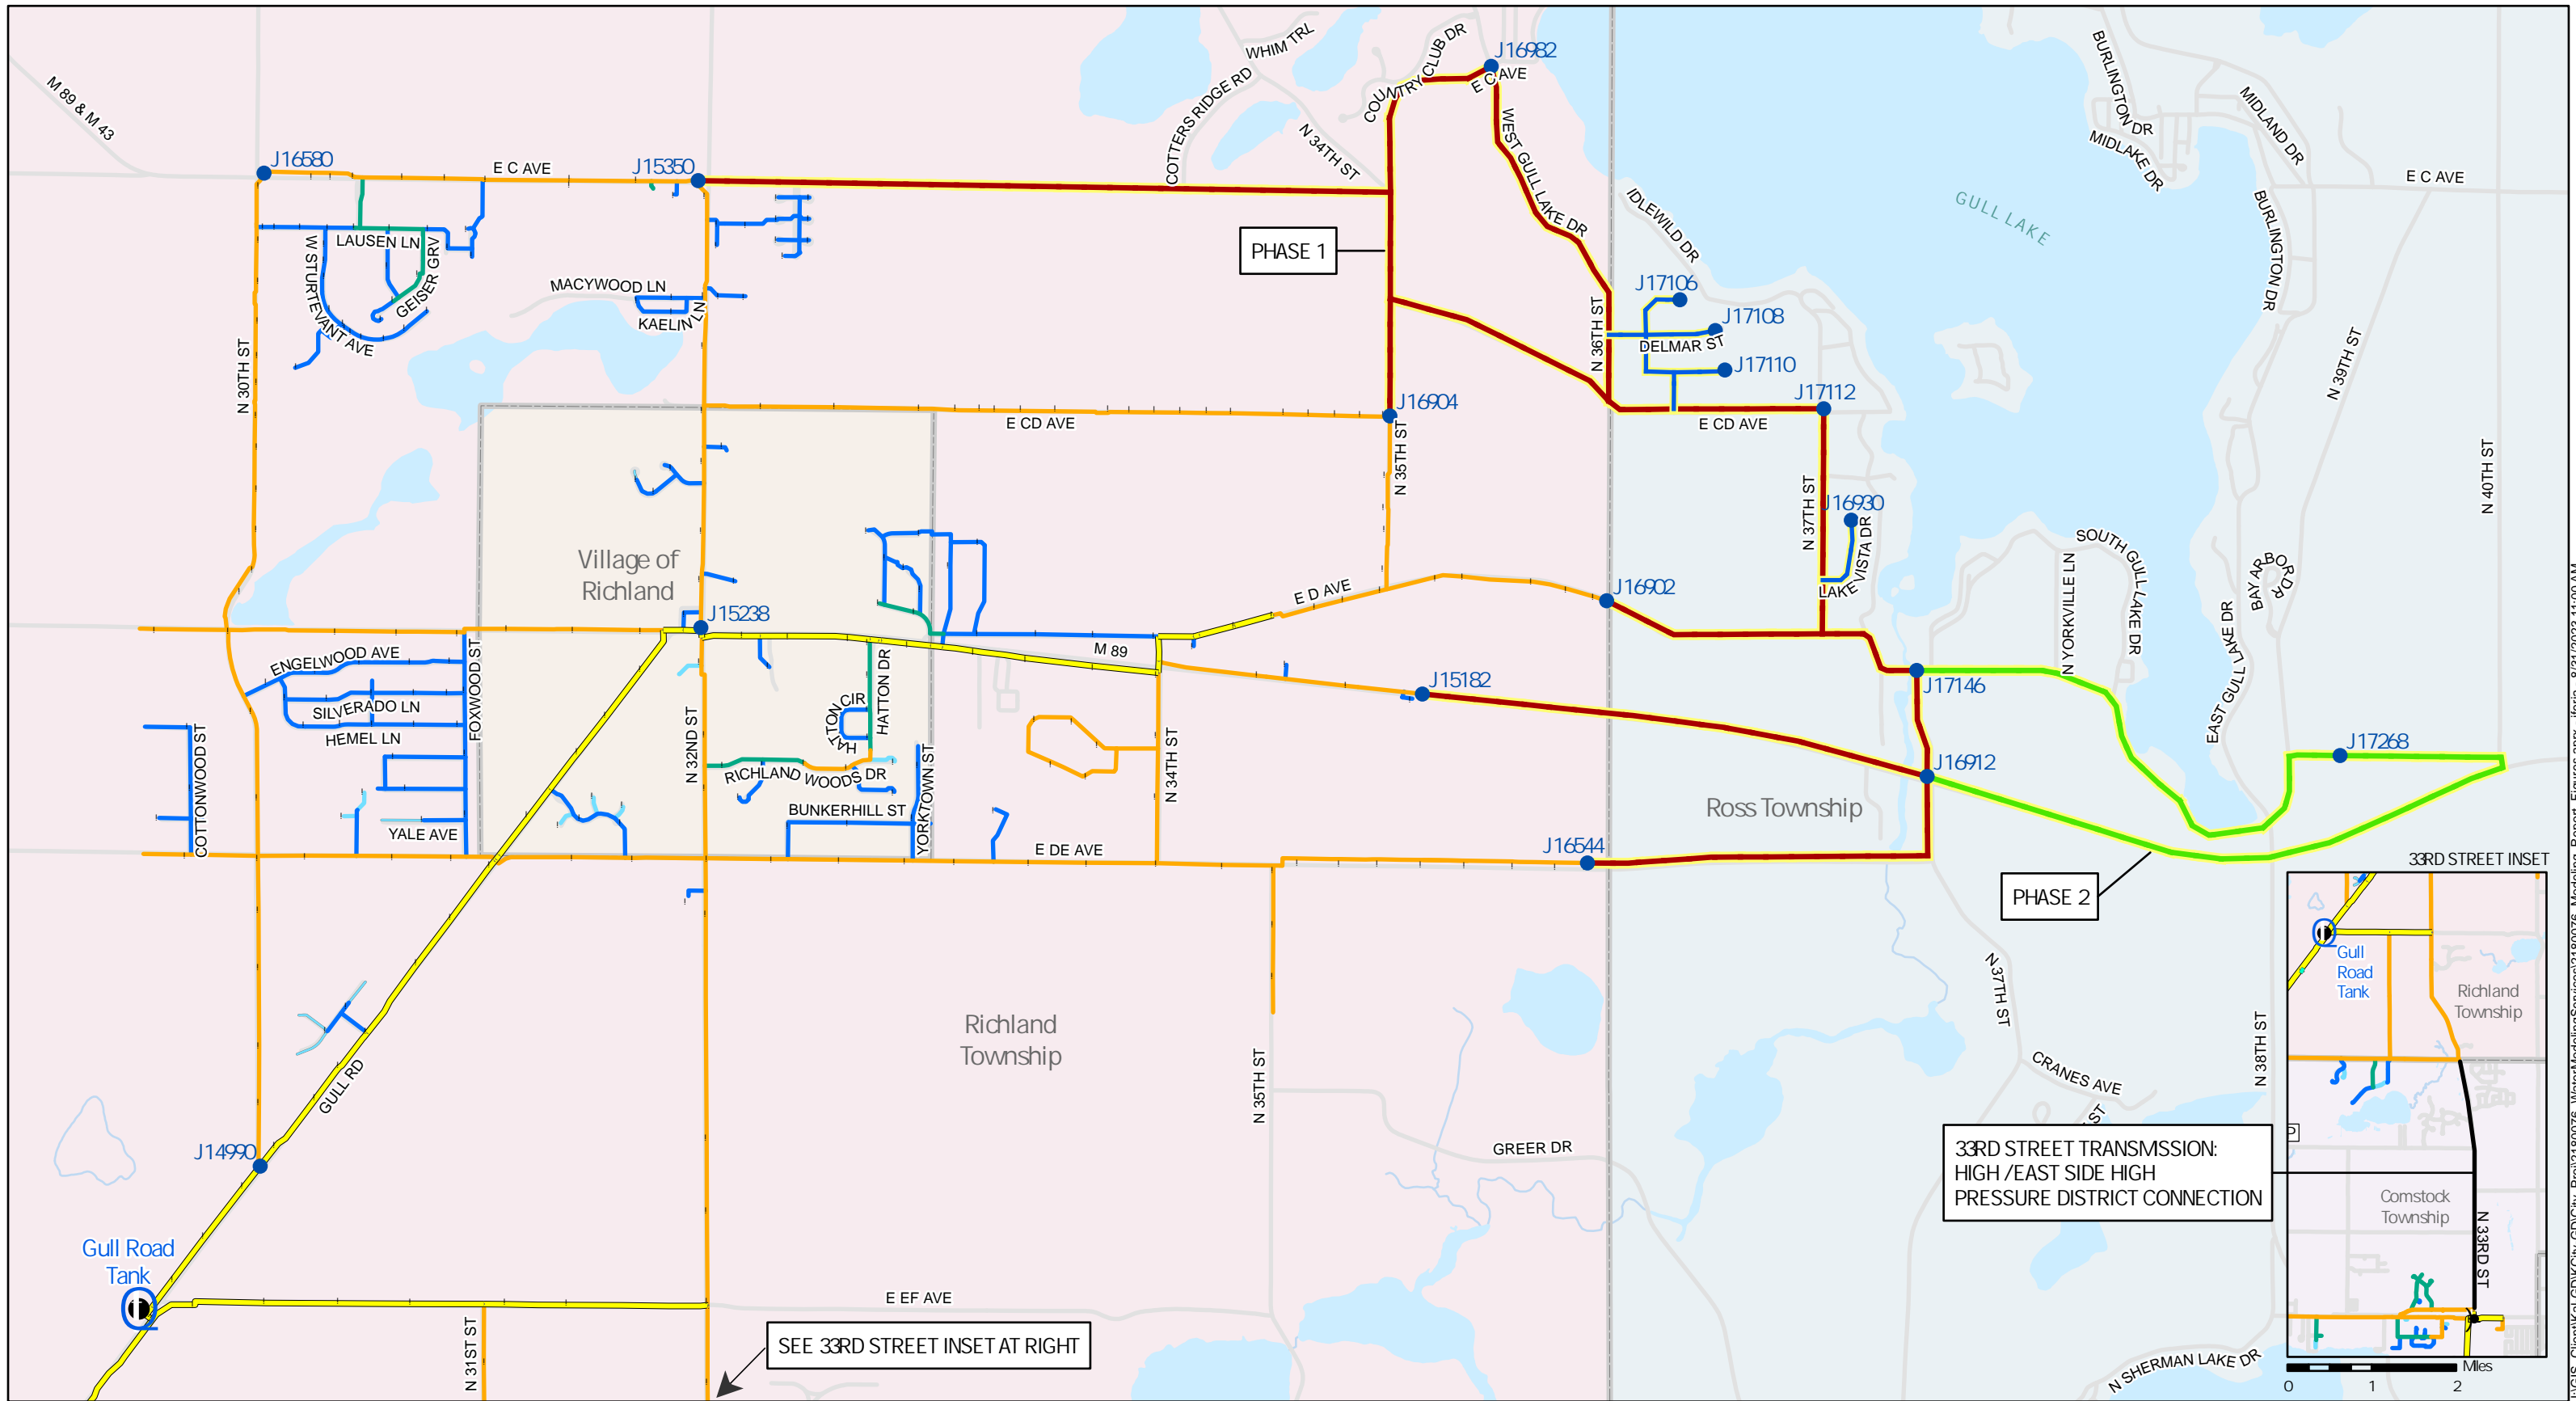 WHIM TRL
COUNTRY CLUB DR
J16982
E C AVE
BURLINGTON DR
M 89 & M 43
COTTERS RIDGE RD
MIDLAND DR
N 34TH ST
WEST GULL LAKE DR
MIDLAKE DR
J16580
E C AVE
J15350
E C AVE
IDLEWILD DR
GULL LAKE
BURLINGTON DR
LAUSEN LN
W STURTEVANT AVE
GEISER GRV
PHASE 1
MACYWOOD LN
KAELIN LN
J17106
J17108
DELMAR ST
J17110
N 36TH ST
N 30TH ST
N 39TH ST
J16904
J17112
E CD AVE
E CD AVE
N 35TH ST
N 40TH ST
N 37TH ST
J16930
LAKE VISTA DR
Village of
Richland
SOUTH GULL LAKE DR
N YORKVILLE LN
BAY ARBOR DR
EAST GULL LAKE DR
E D AVE
J16902
J15238
M 89
ENGELWOOD AVE
FOXWOOD ST
SILVERADO LN
HEMEL LN
COTTONWOOD ST
YALE AVE
HATTON CIR
HATTON DR
N 32ND ST
RICHLAND WOODS DR
BUNKERHILL ST
YORKTOWN ST
N 34TH ST
J15182
J17146
J17268
J16912
Ross Township
E DE AVE
J16544
PHASE 2
33RD STREET INSET
Gull
Road
Tank
Richland
Township
Richland
Township
N 37TH ST
N 38TH ST
CRANES AVE
ST
GULL RD
N 35TH ST
GREER DR
J14990
33RD STREET TRANSMISSION:
HIGH /EAST SIDE HIGH
PRESSURE DISTRICT CONNECTION
Comstock
Township
N 33RD ST
Gull Road
Tank
E EF AVE
N 31ST ST
SEE 33RD STREET INSET AT RIGHT
N SHERMAN LAKE DR
Miles
0 1 2